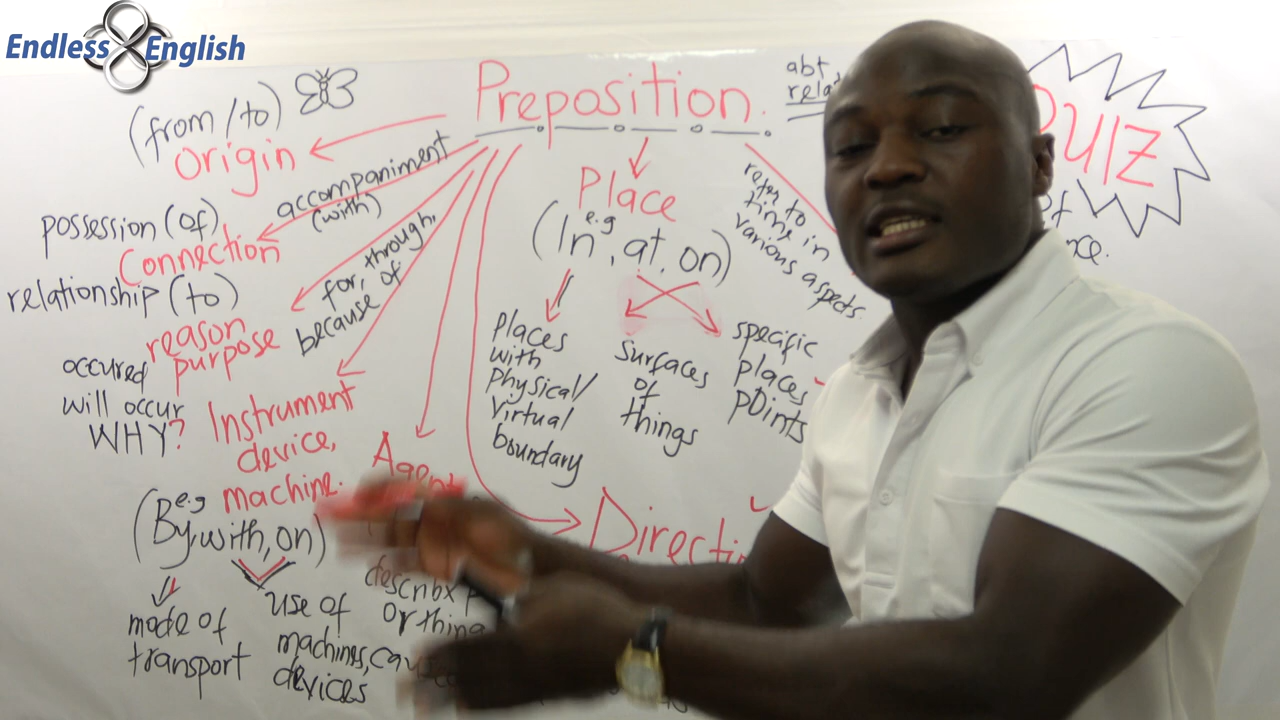 Endless English
Preposition.
(from/to)
origin
accompaniment
(with)
possession (of)
Connection
relationship (to)
for, through,
because of
reason
purpose
occured
will occur
WHY?
Instrument
device,
machine.
e.g
(By, with, on)
mode of
transport
use of
machines,
devices
Agent
or thing
Place
e.g
(In, at, on)
places
with
physical/
virtual
boundary
surfaces
of
things
specific
places
points
refer to
time in
various aspects.
abt,
QUIZ